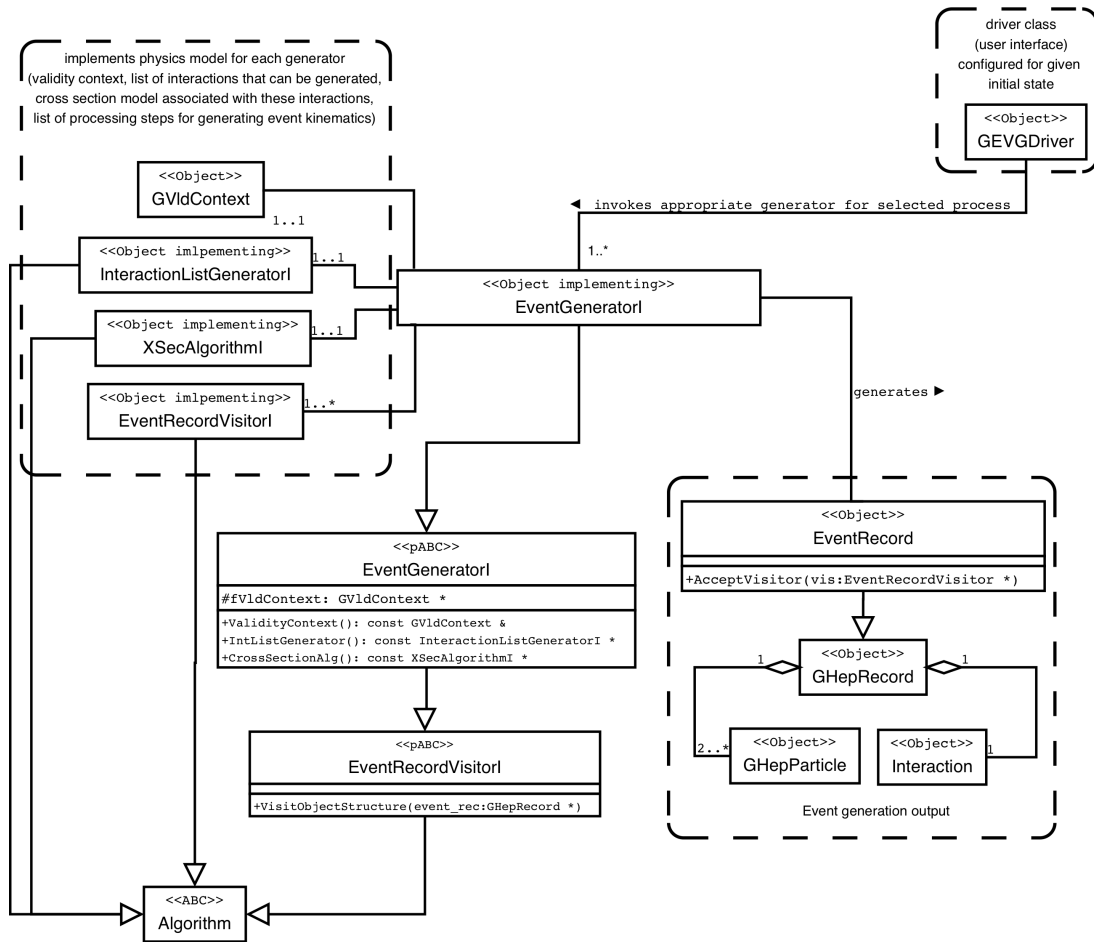 driver class
(user interface)
configured for given
initial state
<<Object>>
GEVGDriver
implements physics model for each generator
(validity context, list of interactions that can be generated,
cross section model associated with these interactions,
list of processing steps for generating event kinematics)
<<Object>>
GVldContext
1..1
<<Object imlpementing>>
InteractionListGeneratorI
1..1
<<Object implementing>>
XSecAlgorithmI
1..1
<<Object imlpementing>>
EventRecordVisitorI
1..*
◄ invokes appropriate generator for selected process
1..*
<<Object implementing>>
EventGeneratorI
generates ►
<<pABC>>
EventGeneratorI
#fVldContext: GVldContext *
+ValidityContext(): const GVldContext &
+IntListGenerator(): const InteractionListGeneratorI *
+CrossSectionAlg(): const XSecAlgorithmI *
<<pABC>>
EventRecordVisitorI
+VisitObjectStructure(event_rec:GHepRecord *)
<<ABC>>
Algorithm
<<Object>>
EventRecord
+AcceptVisitor(vis:EventRecordVisitor *)
<<Object>>
GHepRecord
1
1
2..*
<<Object>>
GHepParticle
<<Object>>
Interaction
1
Event generation output